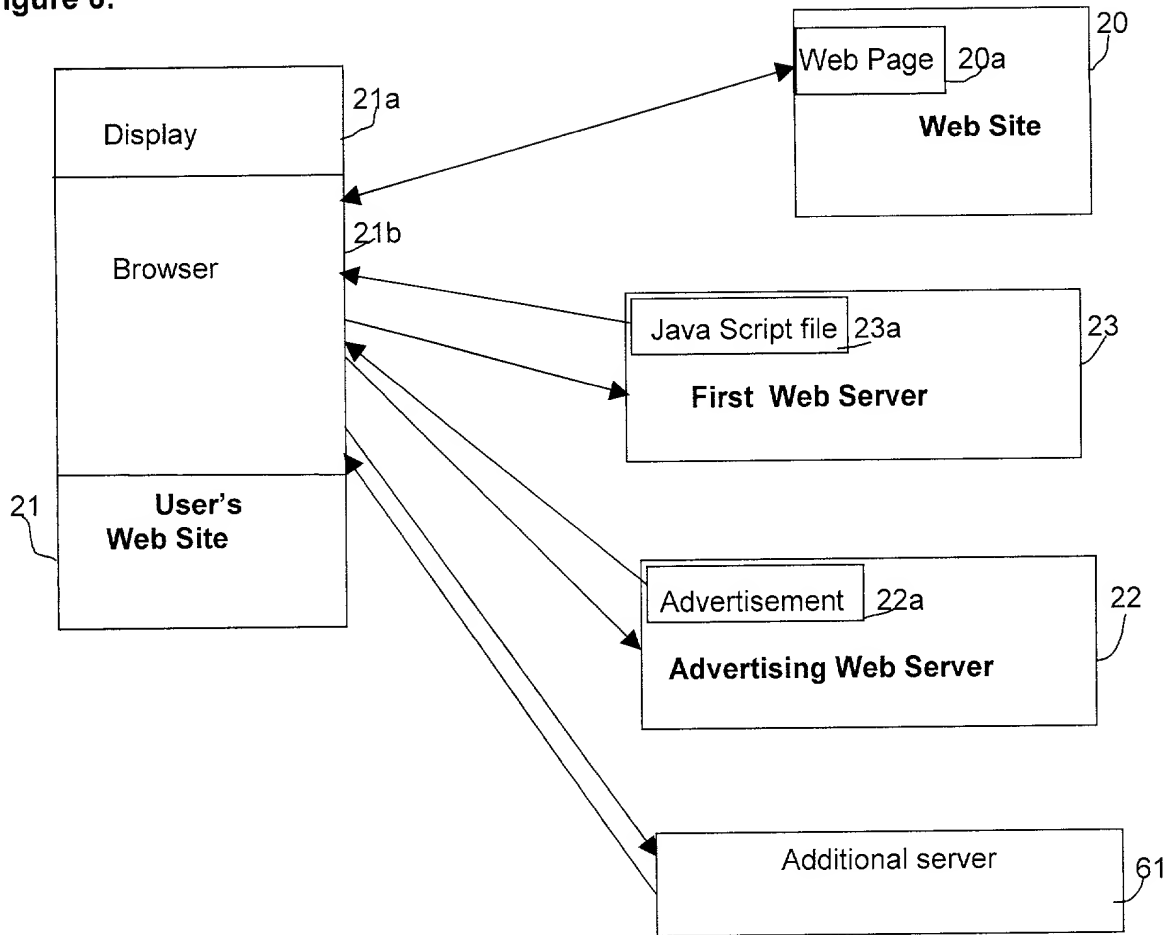 Figure 6:
20
Web Page
20a
Web Site
21a
Display
21b
Browser
Java Script file
23a
23
First Web Server
21
User's
Web Site
Advertisement
22a
22
Advertising Web Server
Additional server
61